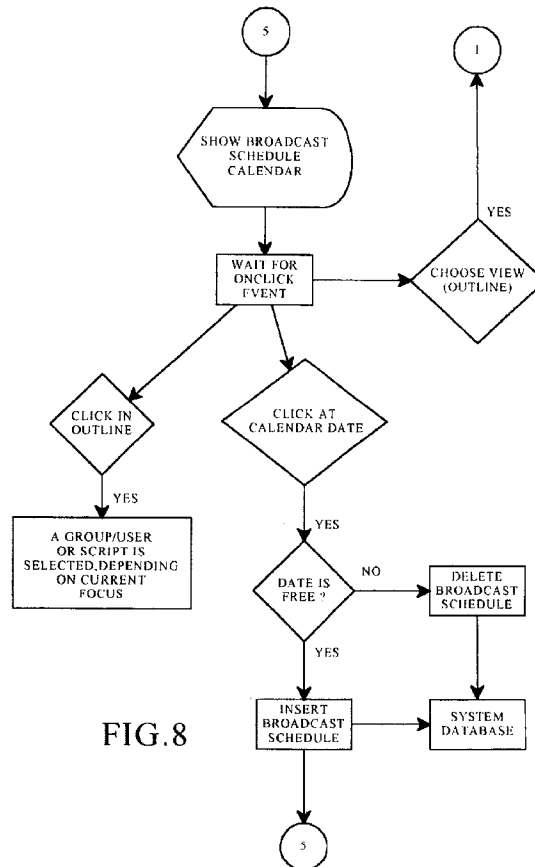 5
1
SHOW BROADCAST
SCHEDULE
CALENDAR
YES
WAIT FOR
ONCLICK
EVENT
CHOOSE VIEW
(OUTLINE)
CLICK IN
OUTLINE
CLICK AT
CALENDAR DATE
YES
YES
A GROUP/USER
OR SCRIPT IS
SELECTED,DEPENDING
ON CURRENT
FOCUS
DATE IS
FREE ?
NO
DELETE
BROADCAST
SCHEDULE
YES
INSERT
BROADCAST
SCHEDULE
SYSTEM
DATABASE
FIG.8
5